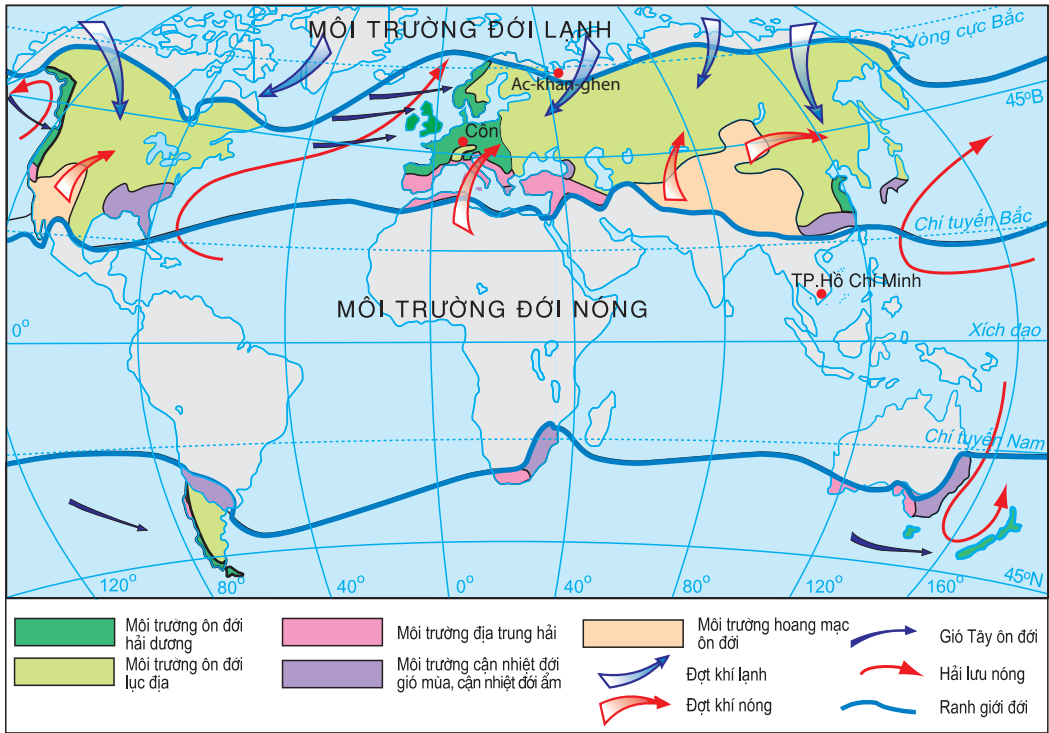 MÔI TRƯỜNG ĐỚI LẠNH
Vòng cực Bắc
Ac-khan-ghen
45°B
Côn
Chí tuyến Bắc
TP.Hồ Chí Minh
MÔI TRƯỜNG ĐỚI NÓNG
0°
Xích đạo
Chí tuyến Nam
120° 80° 40° 0° 40° 120° 160° 45°N
Môi trường ôn đới
hải dương
Môi trường ôn đới
lục địa
Môi trường địa trung hải
Môi trường cận nhiệt đới
gió mùa, cận nhiệt đới ẩm
Môi trường hoang mạc
ôn đới
Đợt khí lạnh
Đợt khí nóng
Gió Tây ôn đới
Hải lưu nóng
Ranh giới đới